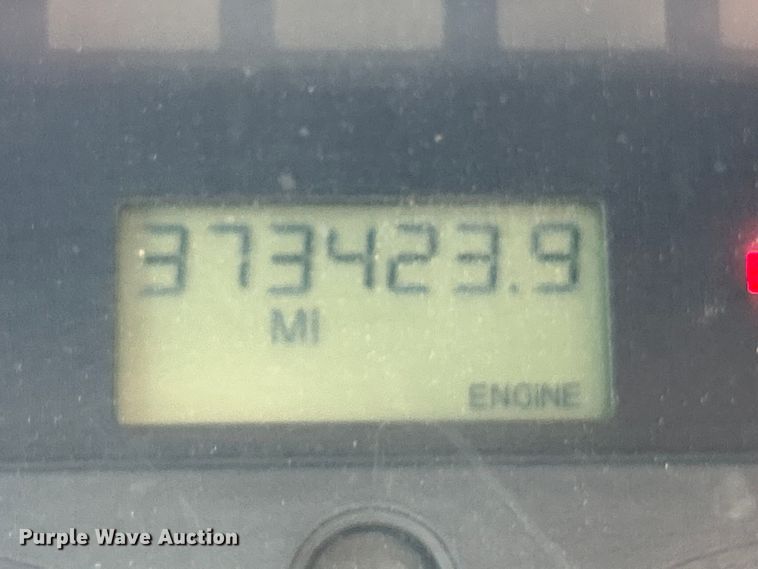 373423.9
MI
ENGINE
Purple Wave Auction